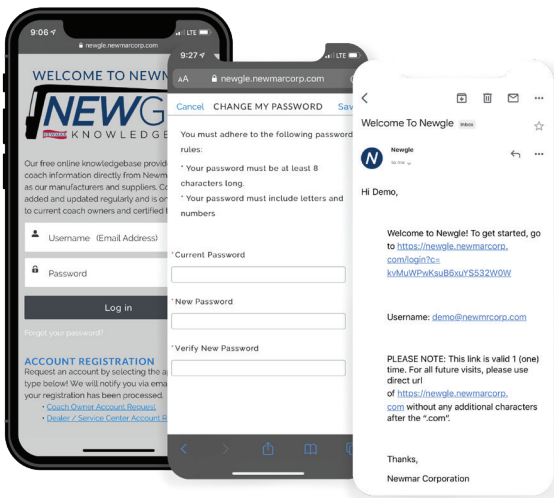 9:06
LTE
newgle.newmarcorp.com
WELCOME TO NEWM
NEWG
NEWMAR KNOWLEDGE
Our free online knowledgebase provid
coach information directly from Newm
as our manufacturers and suppliers. Co
added and updated regularly and is on
to current coach owners and certified t
Username (Email Address)
Password
Log in
Forgot your password?
ACCOUNT REGISTRATION
Request an account by selecting the a
type below! We will notify you via ema
your registration has been processed.
• Coach Owner Account Request
• Dealer / Service Center Account R
9:27
LTE
AA newgle.newmarcorp.com
Cancel CHANGE MY PASSWORD Sav
You must adhere to the following password
rules:
* Your password must be at least 8
characters long.
* Your password must include letters and
numbers
*Current Password
*New Password
*Verify New Password
Welcome To Newgle Inbox
N
Newgle
to me
Hi Demo,
Welcome to Newgle! To get started, go
to https://newgle.newmarcorp.
com/login?c=
kvMuWPwKsuB6xuYS532W0W
Username: demo@newmrcorp.com
PLEASE NOTE: This link is valid 1 (one)
time. For all future visits, please use
direct url
of https://newgle.newmarcorp.
com without any additional characters
after the “.com”.
Thanks,
Newmar Corporation